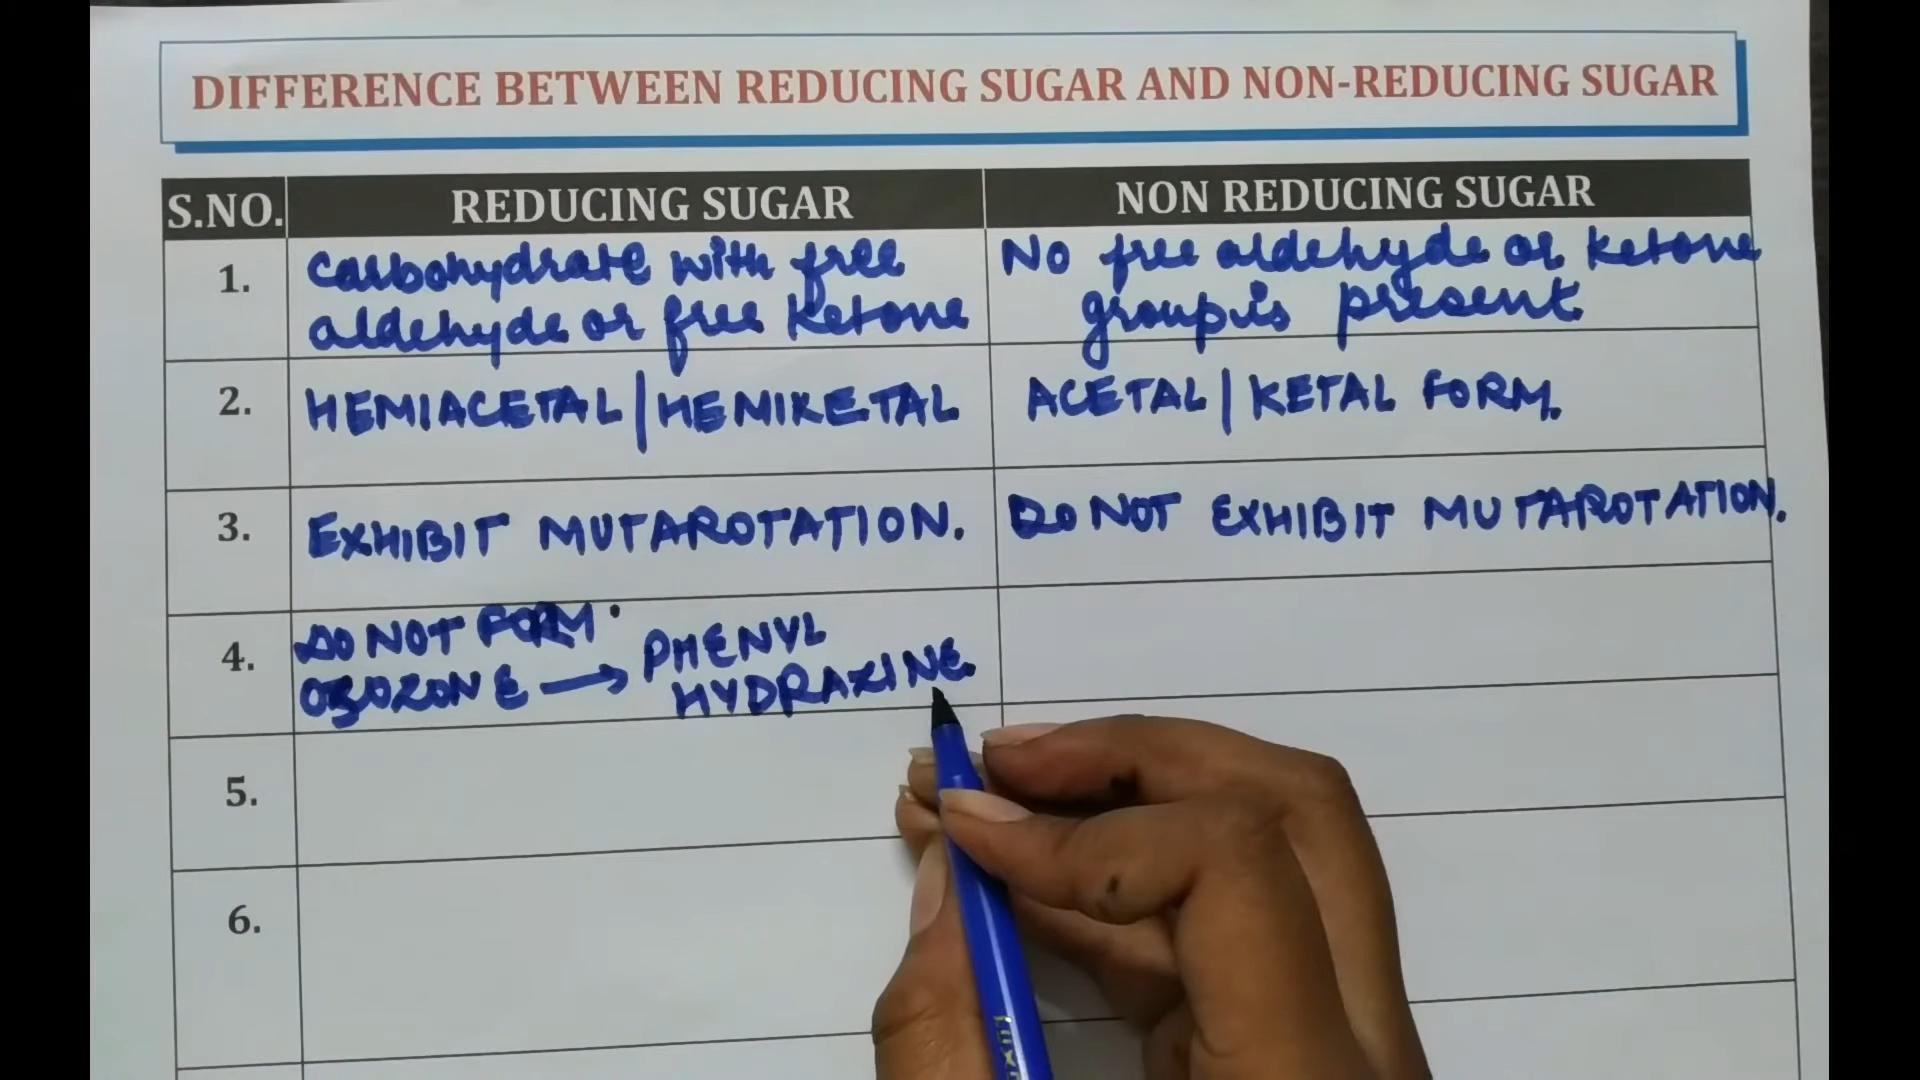 DIFFERENCE BETWEEN REDUCING SUGAR AND NON-REDUCING SUGAR
S.NO. REDUCING SUGAR NON REDUCING SUGAR
1. Carbohydrate with free No free aldehyde or ketone
aldehyde or free ketone group is present.
2. HEMIACETAL | HEMIKETAL ACETAL | KETAL FORM.
3. EXHIBIT MUTAROTATION. DO NOT EXHIBIT MUTAROTATION.
4. DO NOT FORM PHENYL
OSOZONE → HYDRAZINE.
5.
6.